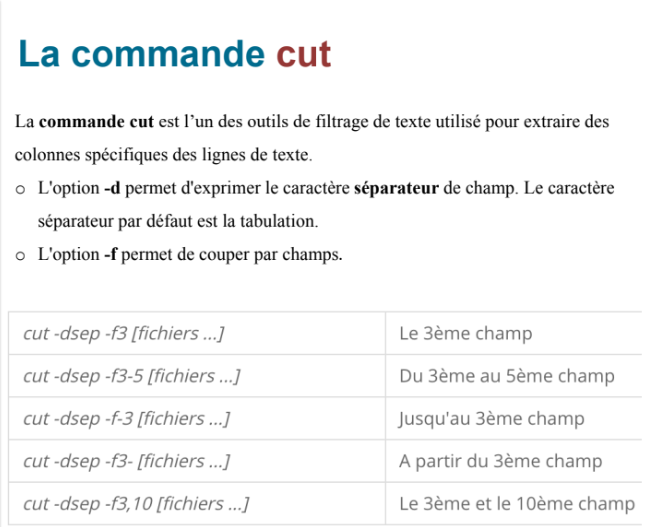 La commande cut
La commande cut est l’un des outils de filtrage de texte utilisé pour extraire des
colonnes spécifiques des lignes de texte.
○ L'option -d permet d'exprimer le caractère séparateur de champ. Le caractère
séparateur par défaut est la tabulation.
○ L'option -f permet de couper par champs.
cut -dsep -f3 [fichiers ...] Le 3ème champ
cut -dsep -f3-5 [fichiers ...] Du 3ème au 5ème champ
cut -dsep -f-3 [fichiers ...] Jusqu'au 3ème champ
cut -dsep -f3- [fichiers ...] A partir du 3ème champ
cut -dsep -f3,10 [fichiers ...] Le 3ème et le 10ème champ